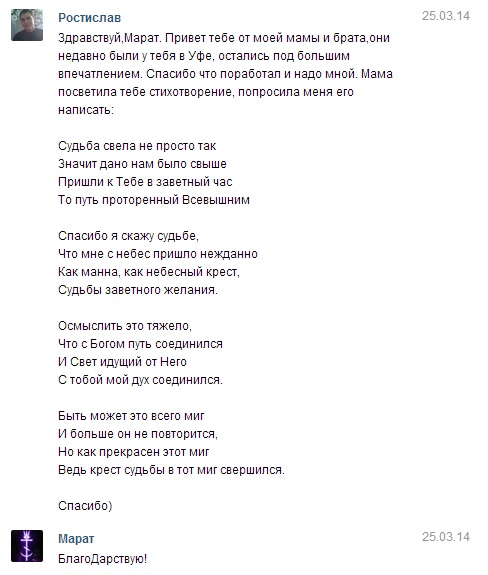 Ростислав 25.03.14
Здравствуй,Марат. Привет тебе от моей мамы и брата,они
недавно были у тебя в Уфе, остались под большим
впечатлением. Спасибо что поработал и надо мной. Мама
посветила тебе стихотворение, попросила меня его
написать:
Судьба свела не просто так
Значит дано нам было свыше
Пришли к Тебе в заветный час
То путь проторенный Всевышним
Спасибо я скажу судьбе,
Что мне с небес пришло нежданно
Как манна, как небесный крест,
Судьбы заветного желания.
Осмыслить это тяжело,
Что с Богом путь соединился
И Свет идущий от Него
С тобой мой дух соединился.
Быть может это всего миг
И больше он не повторится,
Но как прекрасен этот миг
Ведь крест судьбы в тот миг свершился.
Спасибо)
Марат 25.03.14
БлагоДарствую!